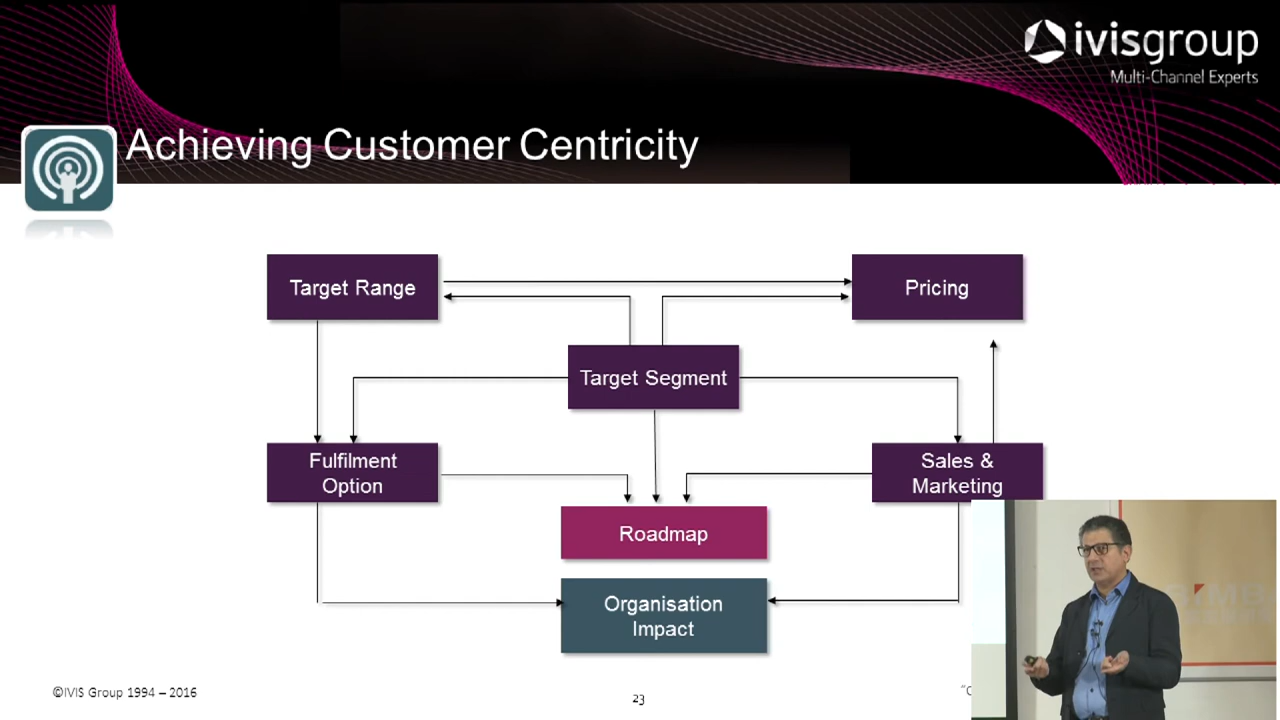 ivisgroup
Multi-Channel Experts
Achieving Customer Centricity
Target Range
Pricing
Target Segment
Fulfilment
Option
Sales &
Marketing
Roadmap
Organisation
Impact
©IVIS Group 1994 – 2016
23